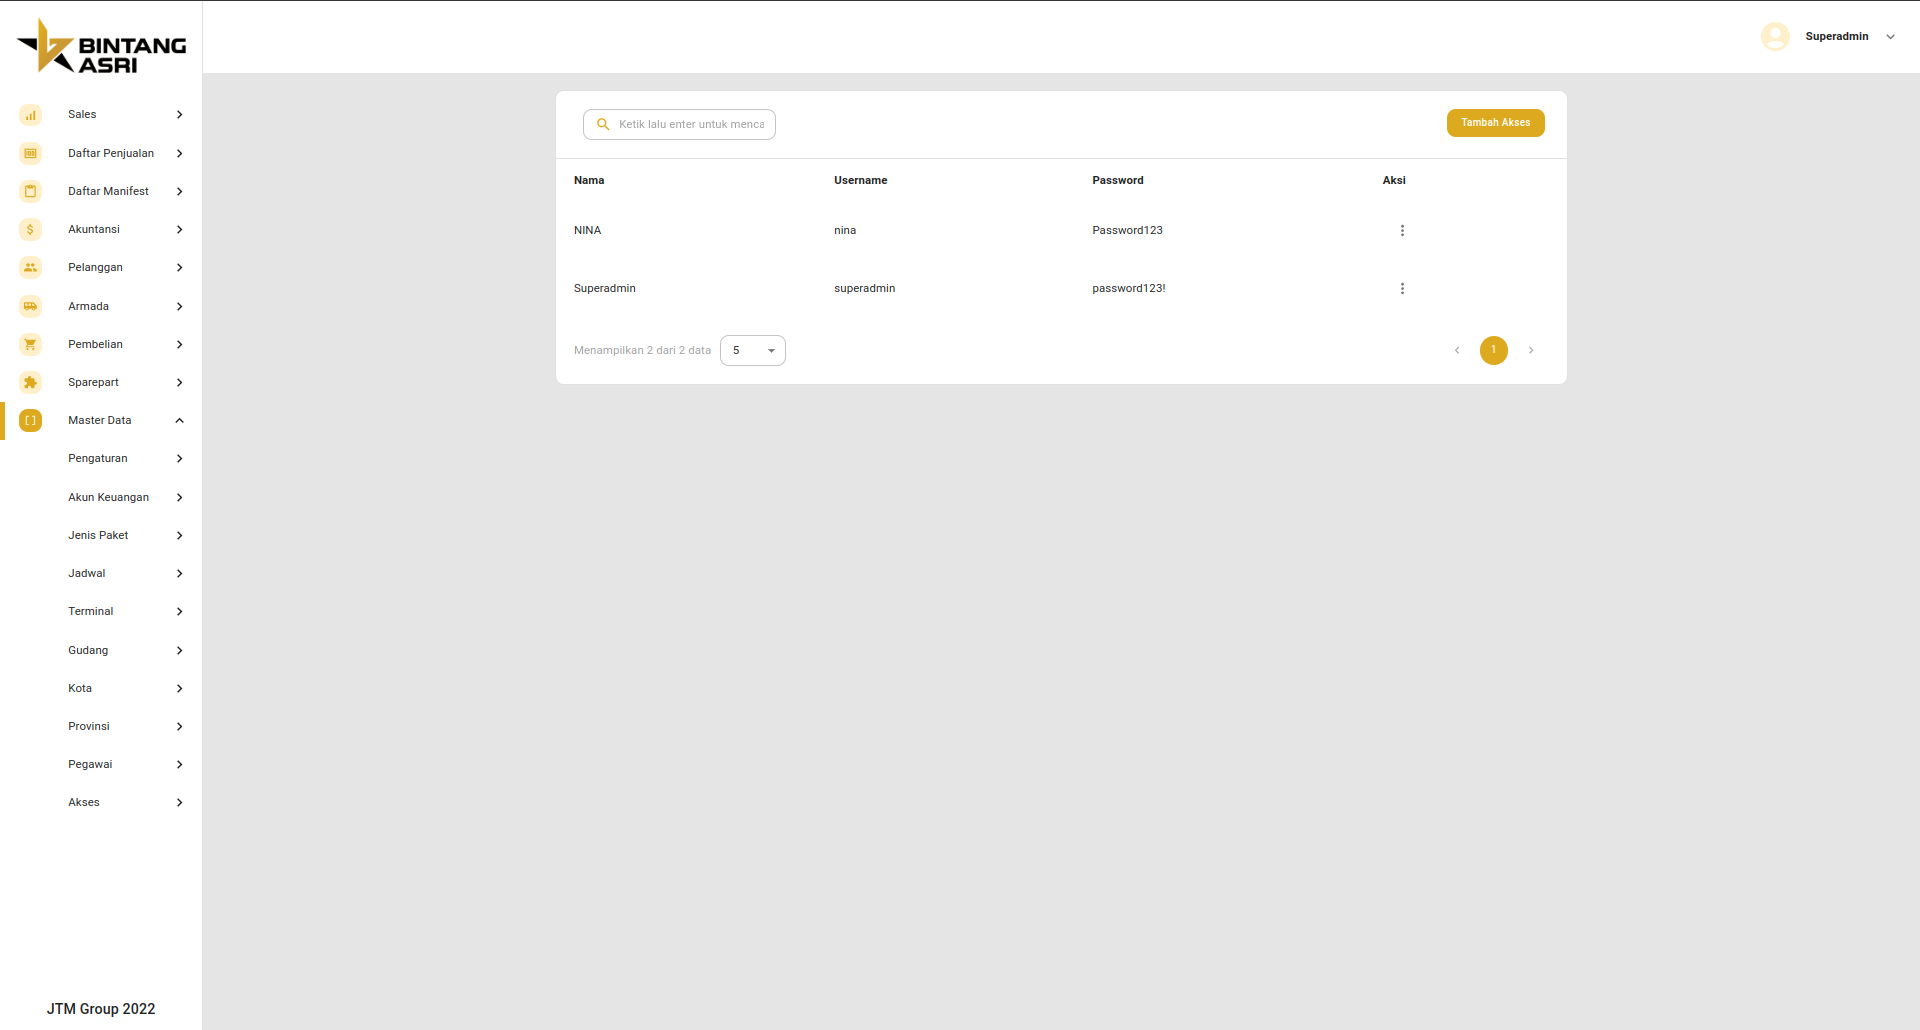 BINTANG
ASRI
Superadmin
Sales
Daftar Penjualan
Daftar Manifest
Akuntansi
Pelanggan
Armada
Pembelian
Sparepart
Master Data
Pengaturan
Akun Keuangan
Jenis Paket
Jadwal
Terminal
Gudang
Kota
Provinsi
Pegawai
Akses
JTM Group 2022
Ketik lalu enter untuk menca
Tambah Akses
Nama Username Password Aksi
NINA nina Password123
Superadmin superadmin password123!
Menampilkan 2 dari 2 data 5 1